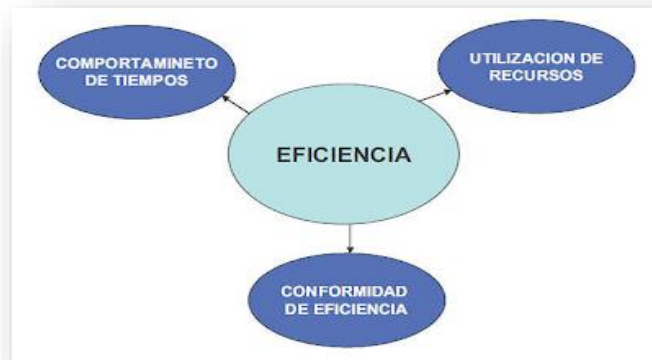 COMPORTAMINETO
DE TIEMPOS
UTILIZACION DE
RECURSOS
EFICIENCIA
CONFORMIDAD
DE EFICIENCIA